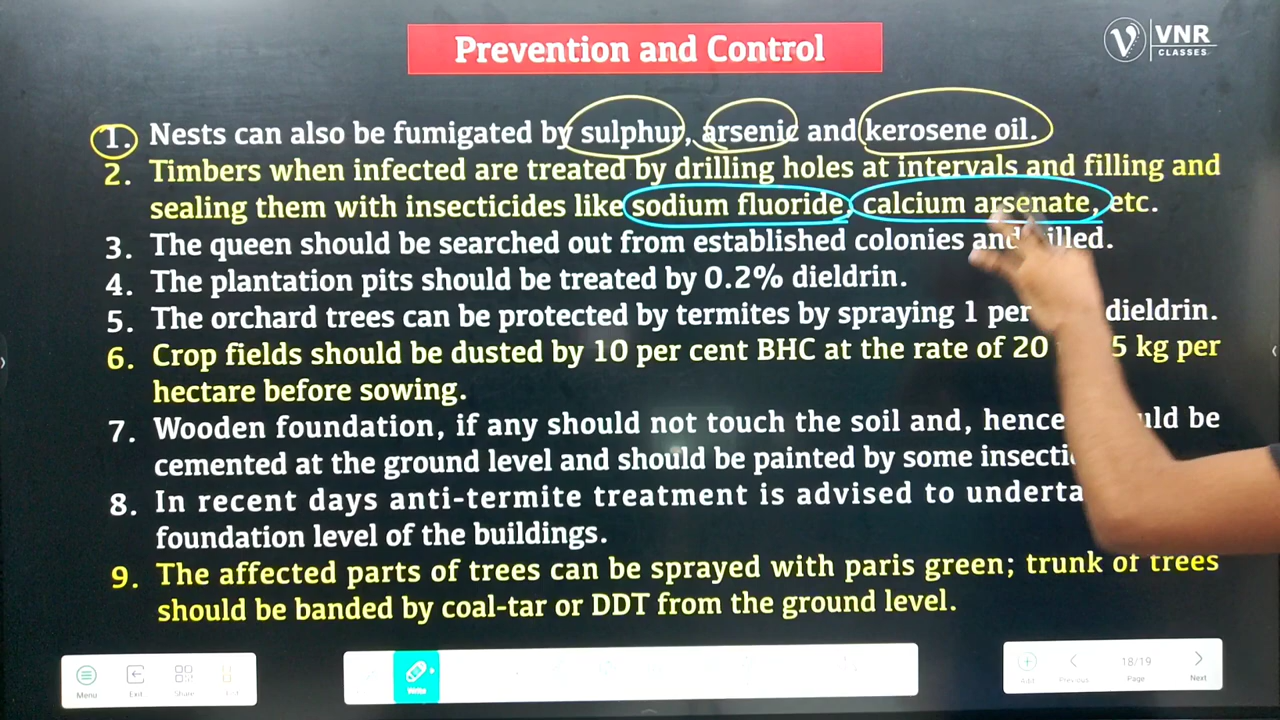 Prevention and Control
VNR
CLASSES
1. Nests can also be fumigated by sulphur, arsenic and kerosene oil.
2. Timbers when infected are treated by drilling holes at intervals and filling and
sealing them with insecticides like sodium fluoride, calcium arsenate, etc.
3. The queen should be searched out from established colonies and killed.
4. The plantation pits should be treated by 0.2% dieldrin.
5. The orchard trees can be protected by termites by spraying 1 per dieldrin.
6. Crop fields should be dusted by 10 per cent BHC at the rate of 20 5 kg per
hectare before sowing.
7. Wooden foundation, if any should not touch the soil and, hence be
cemented at the ground level and should be painted by some
8. In recent days anti-termite treatment is advised to
foundation level of the buildings.
9. The affected parts of trees can be sprayed with paris green; trunk of trees
should be banded by coal-tar or DDT from the ground level.
Menu
Exit
Share
Write
Add
Previous
18/19
Page
Next